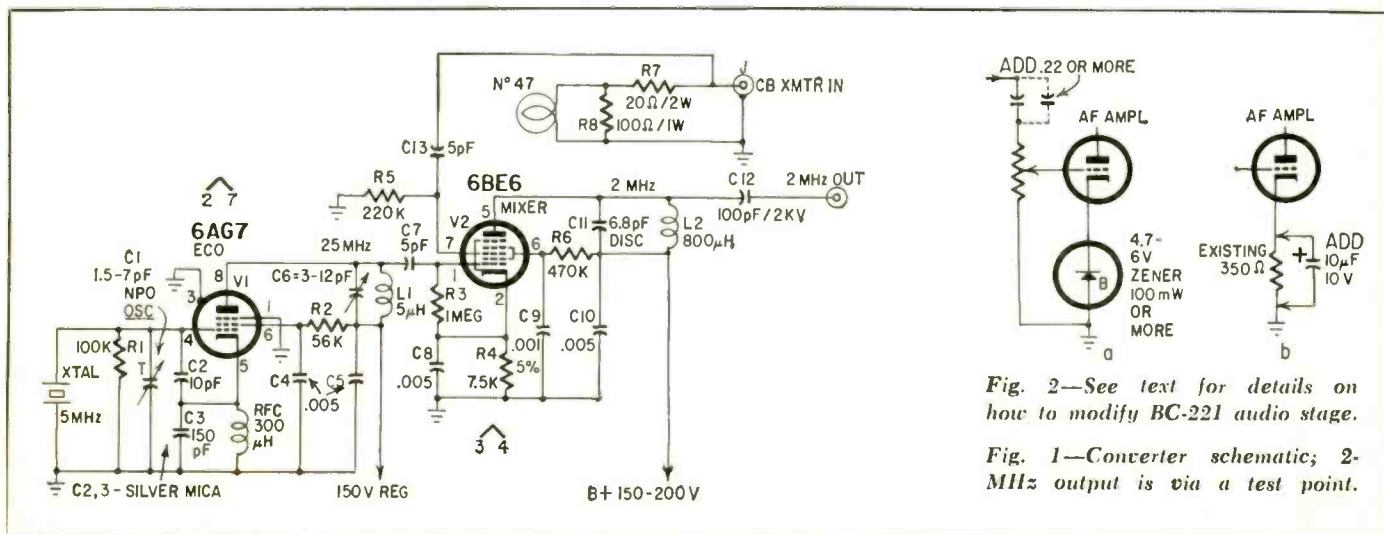 N° 47
R7
20Ω/2W
R8
100Ω/1W
J
CB XMTR IN
C13
5pF
R5
220K
6BE6
V2
5
MIXER
7
1
6
2
2 MHz
C11
6.8pF
DISC
L2
800μH
C12
100pF/2KV
2 MHz OUT
2 7
6AG7
ECO
8
V1
3
4
5
1
6
25 MHz
C7
5pF
C6=3-12pF
L1
5μH
R2
56K
R3
1MEG
R6
470K
C1
1.5-7pF
NPO
OSC
T
100K
R1
XTAL
5MHz
C2
10pF
C3
150
pF
RFC
300
μH
C4
.005
C5
C8
.005
R4
7.5K
C9
.001
5%
C10
.005
3 4
C2,3-SILVER MICA
150V REG
B+ 150-200V
ADD .22 OR MORE
AF AMPL
B
4.7-
6V
ZENER
100mW
OR
MORE
a
AF AMPL
EXISTING
350Ω
+
ADD
10μF
10V
b
Fig. 2—See text for details on
how to modify BC-221 audio stage.
Fig. 1—Converter schematic; 2-
MHz output is via a test point.